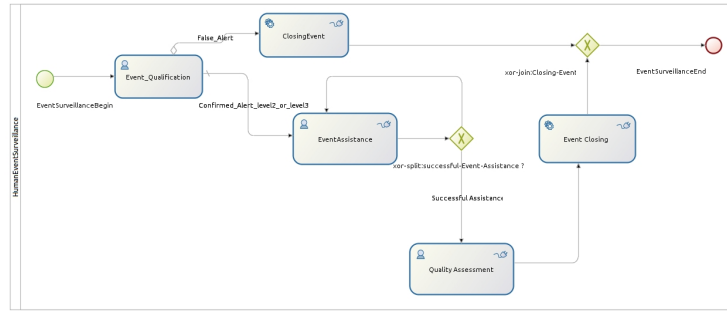 False_Alert
ClosingEvent
Event_Qualification
xor-join:Closing-Event
EventSurveillanceEnd
EventSurveillanceBegin
Confirmed_Alert_level2_or_level3
EventAssistance
Event Closing
xor-split:successful-Event-Assistance ?
HumanEventSurveillance
Successful Assistance
Quality Assessment